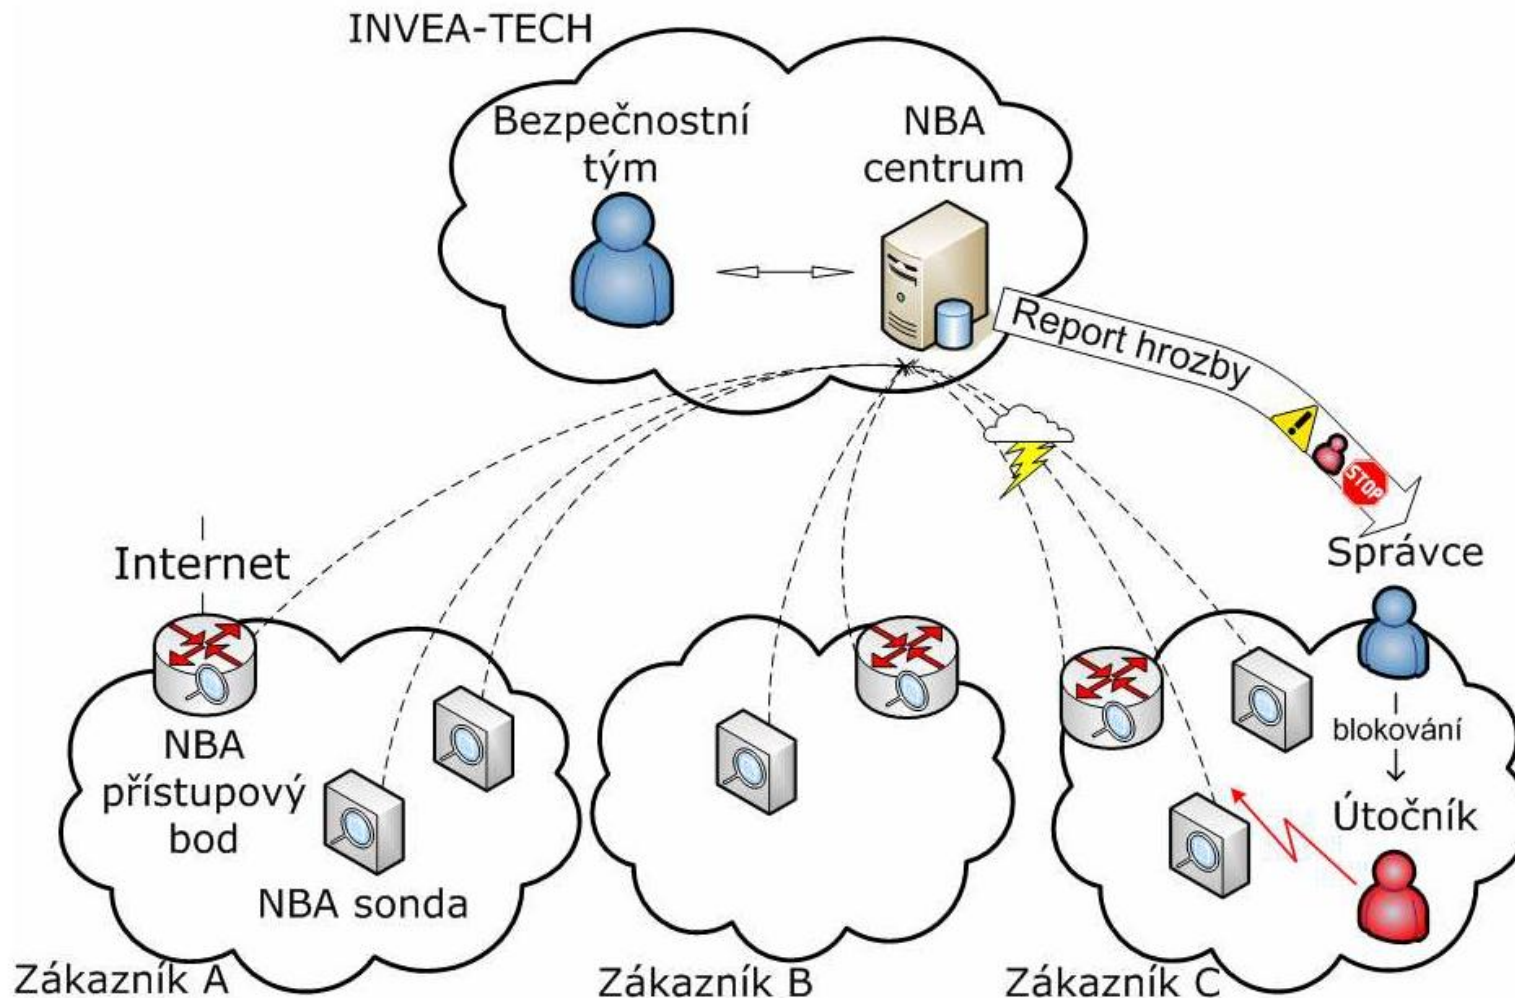 INVEA-TECH
Bezpečnostní
tým
NBA
centrum
Report hrozby
!
STOP
Internet
Správce
NBA
přístupový
bod
NBA sonda
blokování
Útočník
Zákazník A
Zákazník B
Zákazník C